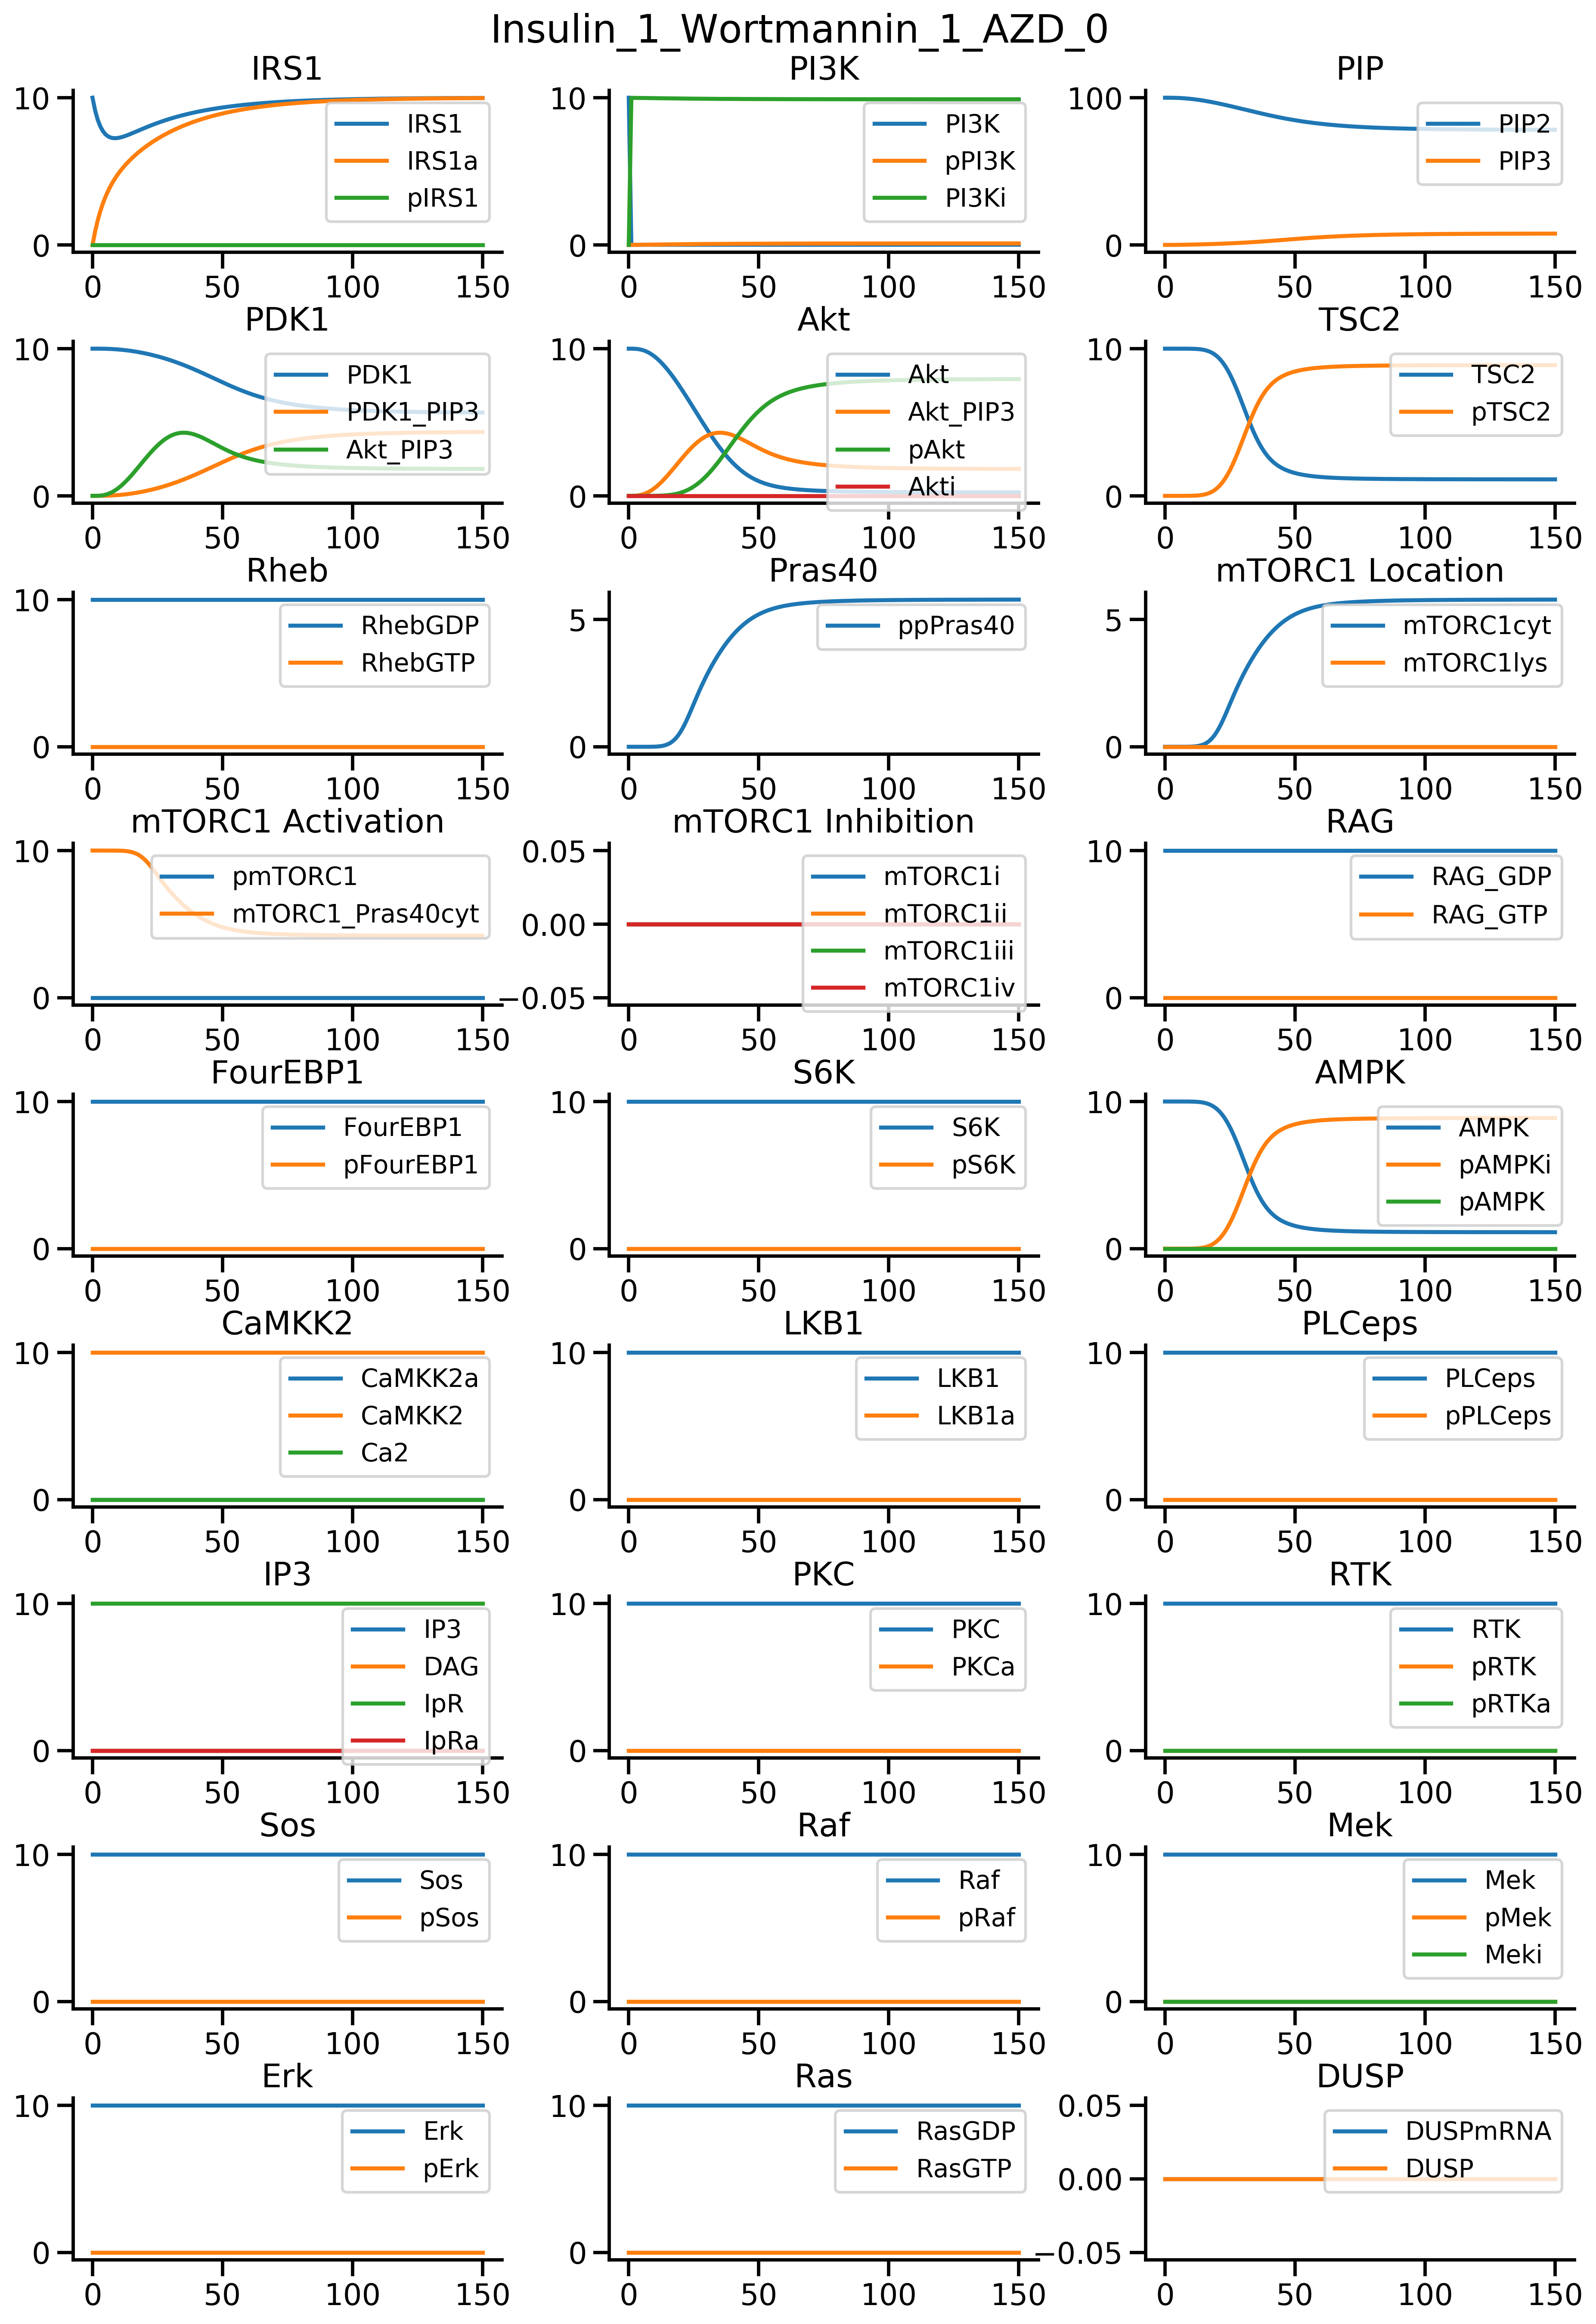 Insulin_1_Wortmannin_1_AZD_0
IRS1
10
0
0 50 100 150
IRS1
IRS1a
pIRS1
PI3K
10
0
0 50 100 150
PI3K
pPI3K
PI3Ki
PIP
100
0
0 50 100 150
PIP2
PIP3
PDK1
10
0
0 50 100 150
PDK1
PDK1_PIP3
Akt_PIP3
Akt
10
0
0 50 100 150
Akt
Akt_PIP3
pAkt
Akti
TSC2
10
0
0 50 100 150
TSC2
pTSC2
Rheb
10
0
0 50 100 150
RhebGDP
RhebGTP
Pras40
5
0
0 50 100 150
ppPras40
mTORC1 Location
5
0
0 50 100 150
mTORC1cyt
mTORC1lys
mTORC1 Activation
10
0
0 50 100 150
pmTORC1
mTORC1_Pras40cyt
mTORC1 Inhibition
0.05
0.00
−0.05
0 50 100 150
mTORC1i
mTORC1ii
mTORC1iii
mTORC1iv
RAG
10
0
0 50 100 150
RAG_GDP
RAG_GTP
FourEBP1
10
0
0 50 100 150
FourEBP1
pFourEBP1
S6K
10
0
0 50 100 150
S6K
pS6K
AMPK
10
0
0 50 100 150
AMPK
pAMPKi
pAMPK
CaMKK2
10
0
0 50 100 150
CaMKK2a
CaMKK2
Ca2
LKB1
10
0
0 50 100 150
LKB1
LKB1a
PLCeps
10
0
0 50 100 150
PLCeps
pPLCeps
IP3
10
0
0 50 100 150
IP3
DAG
IpR
IpRa
PKC
10
0
0 50 100 150
PKC
PKCa
RTK
10
0
0 50 100 150
RTK
pRTK
pRTKa
Sos
10
0
0 50 100 150
Sos
pSos
Raf
10
0
0 50 100 150
Raf
pRaf
Mek
10
0
0 50 100 150
Mek
pMek
Meki
Erk
10
0
0 50 100 150
Erk
pErk
Ras
10
0
0 50 100 150
RasGDP
RasGTP
DUSP
0.05
0.00
−0.05
0 50 100 150
DUSPmRNA
DUSP